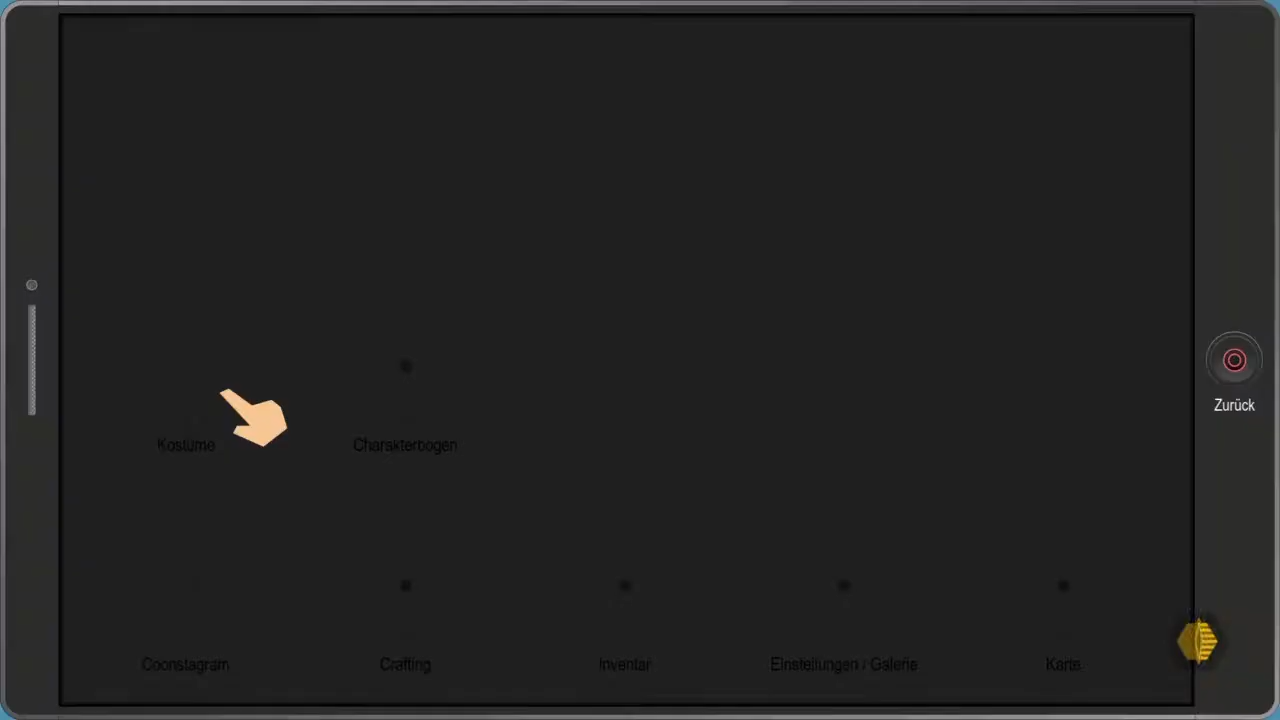 Zurück
Kostüme
Charakterbogen
Coonstagram
Crafting
Inventar
Einstellungen / Galerie
Karte